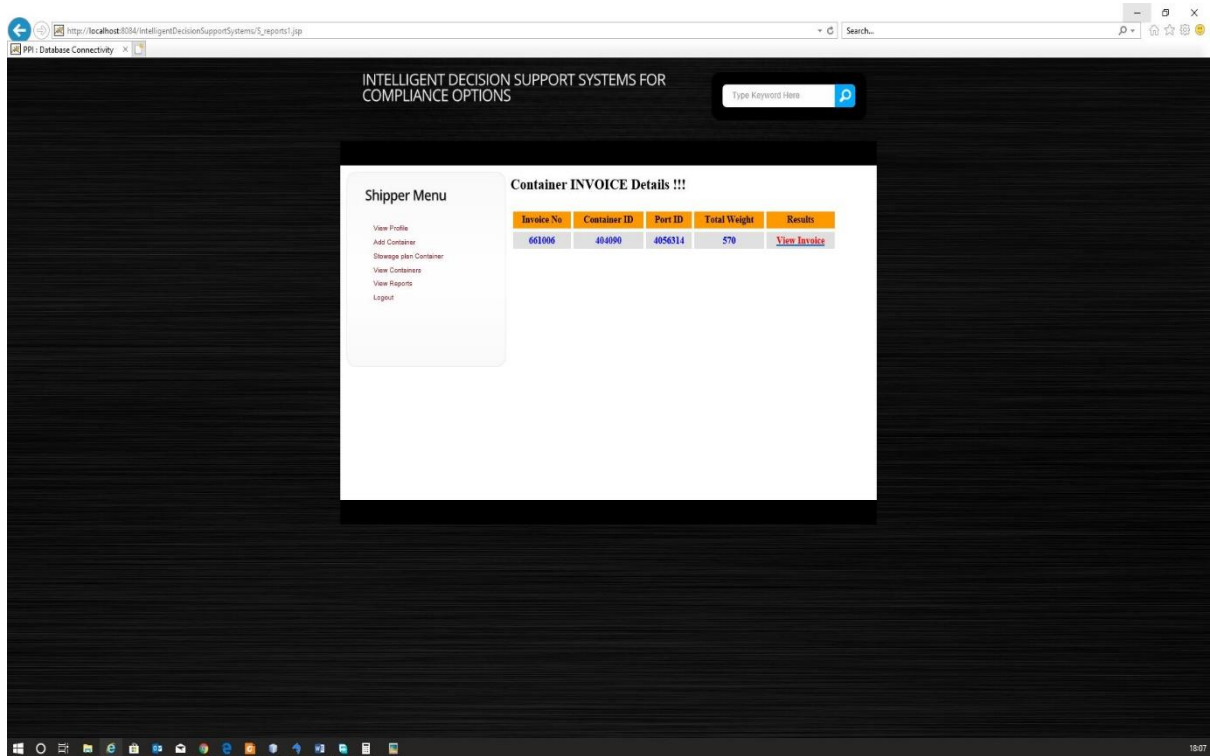 http://localhost:8084/IntelligentDecisionSupportSystems/S_reports1.jsp
Search...
PPI : Database Connectivity
INTELLIGENT DECISION SUPPORT SYSTEMS FOR
COMPLIANCE OPTIONS
Type Keyword Here
Shipper Menu
View Profile
Add Container
Stowage plan Container
View Containers
View Reports
Logout
Container INVOICE Details !!!
Invoice No Container ID Port ID Total Weight Results
661006 404090 4056314 570 View Invoice
18:07